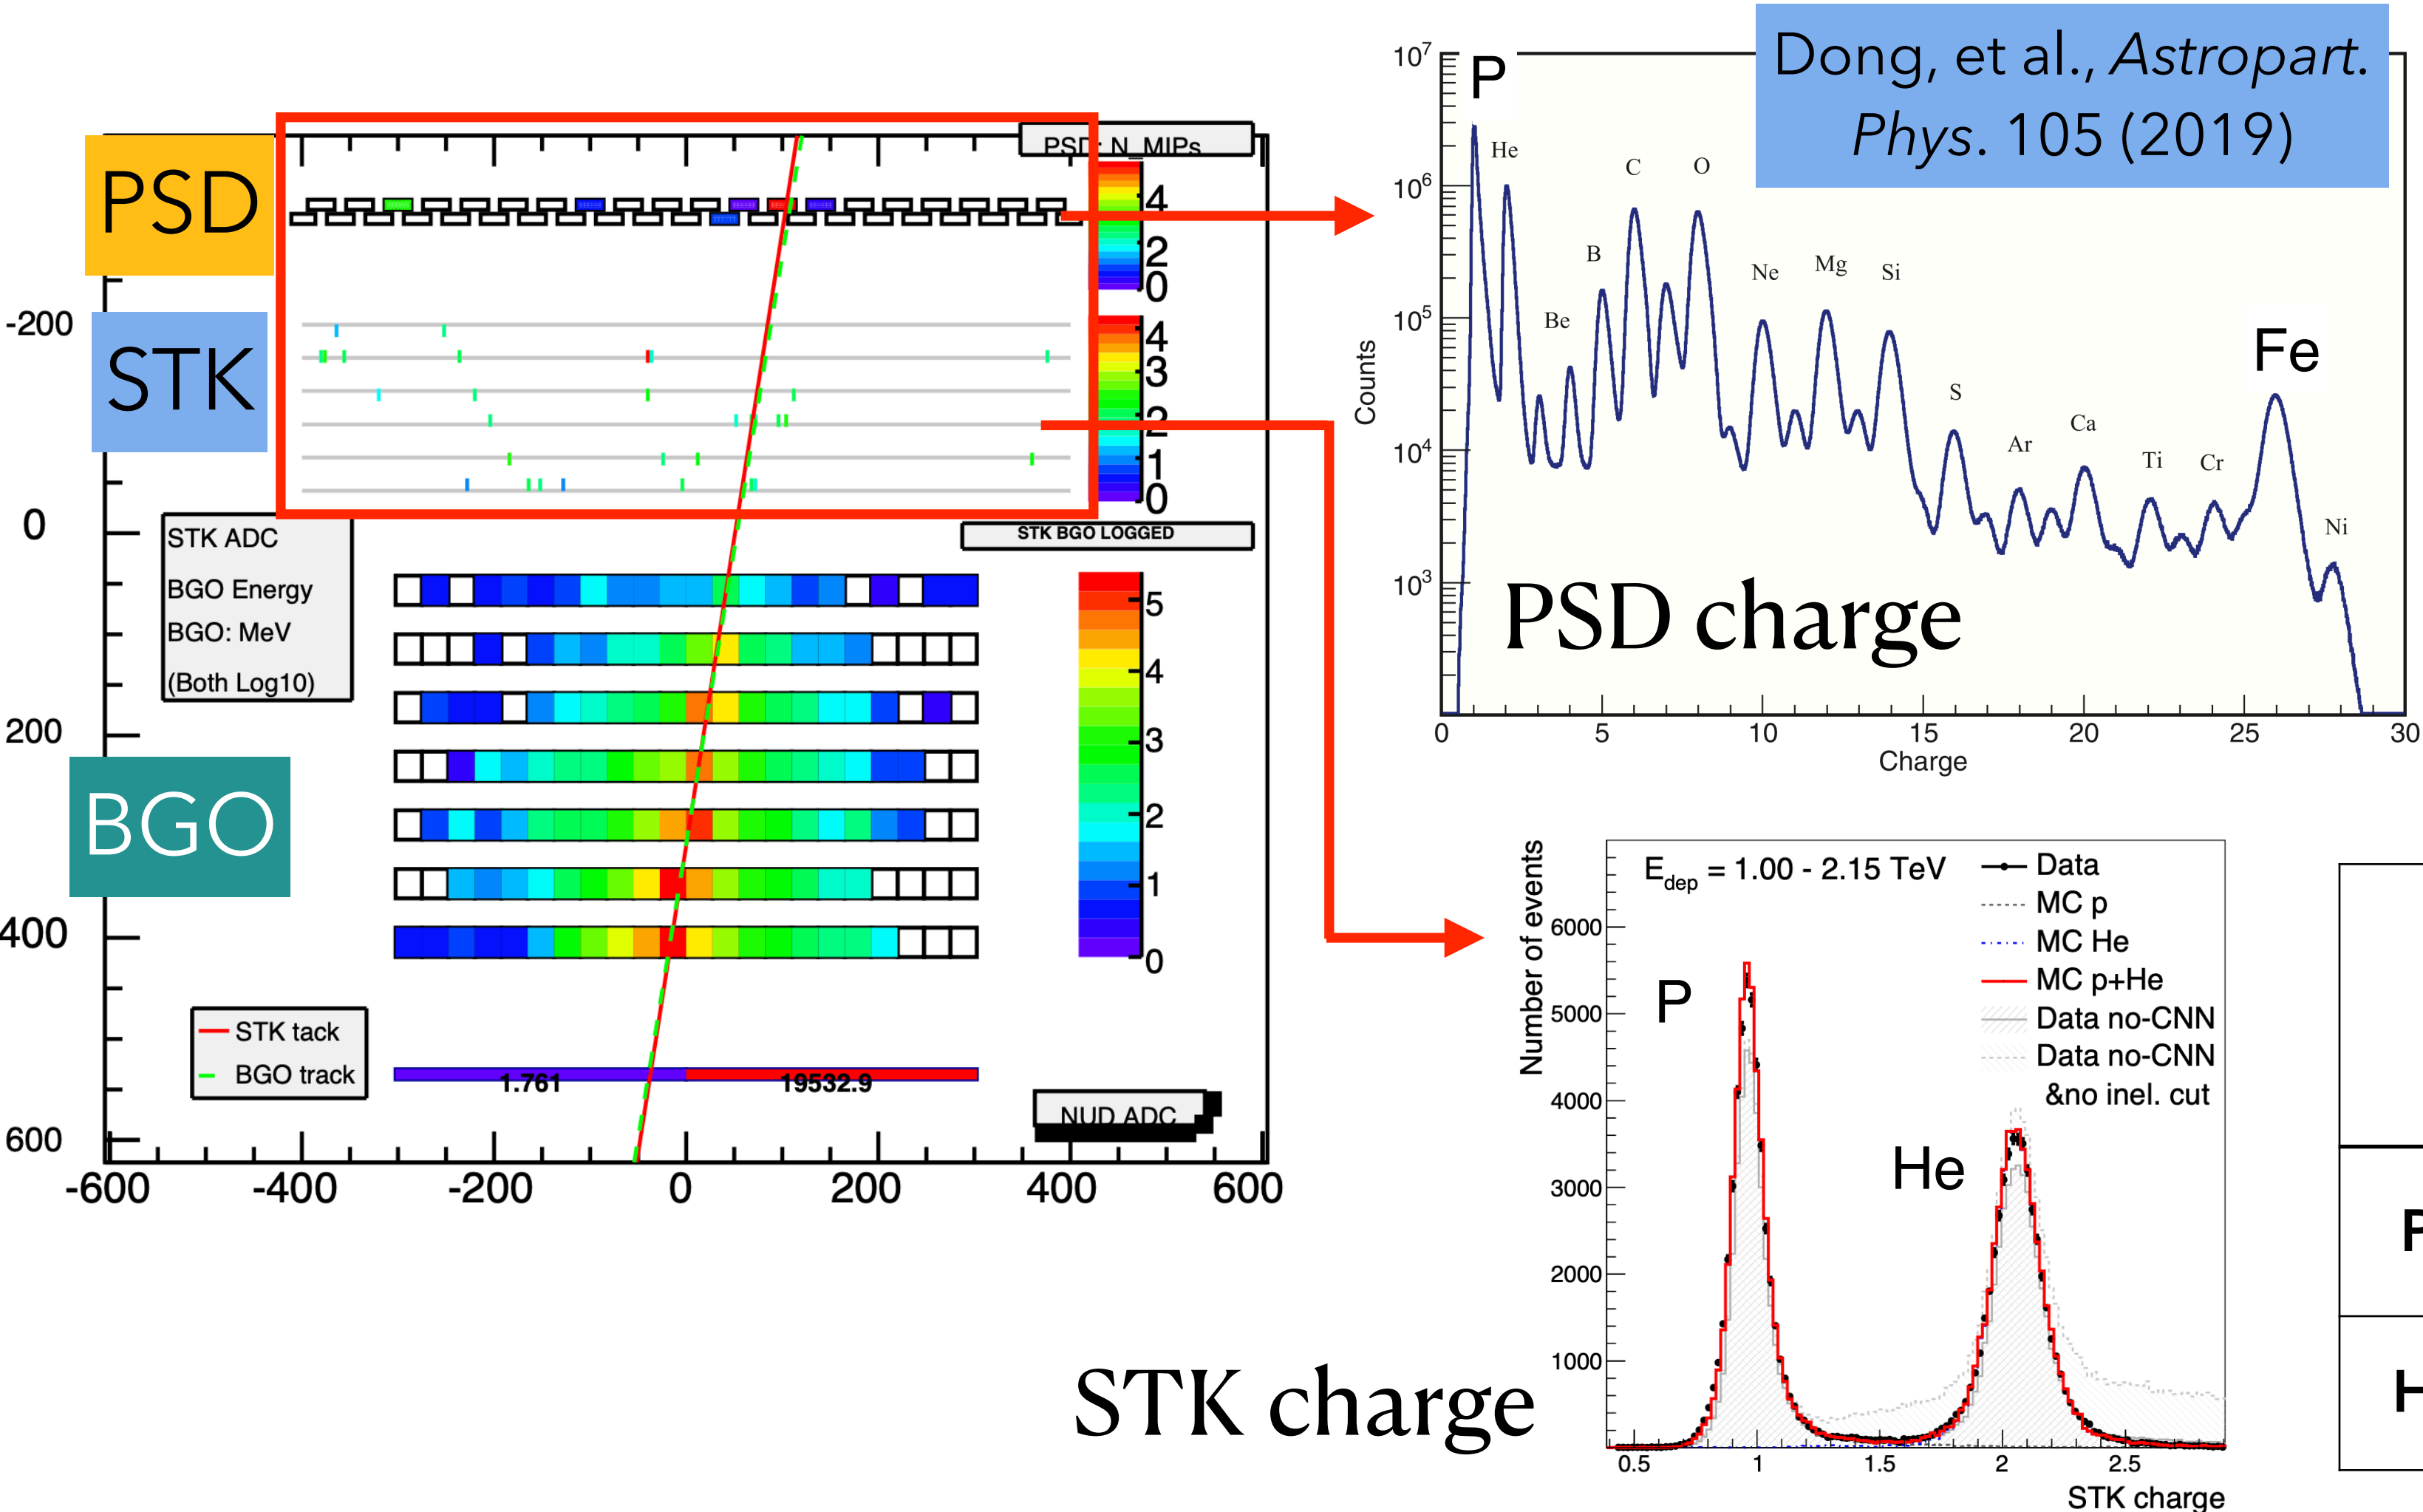 PSD
STK
BGO
PSD: N_MIPs
4
2
0
4
3
2
1
0
-200
0
200
400
600
STK ADC
BGO Energy
BGO: MeV
(Both Log10)
STK BGO LOGGED
5
4
3
2
1
0
STK tack
BGO track
1.761
19532.9
NUD ADC
-600
-400
-200
0
200
400
600
Dong, et al., Astropart.
Phys. 105 (2019)
Counts
10⁷
10⁶
10⁵
10⁴
10³
P
He
Be
B
C
O
Ne
Mg
Si
S
Ar
Ca
Ti
Cr
Fe
Ni
PSD charge
0
5
10
15
20
25
30
Charge
STK charge
Number of events
6000
5000
4000
3000
2000
1000
E_dep = 1.00 - 2.15 TeV
Data
MC p
MC He
MC p+He
Data no-CNN
Data no-CNN
&no inel. cut
P
He
0.5
1
1.5
2
2.5
STK charge